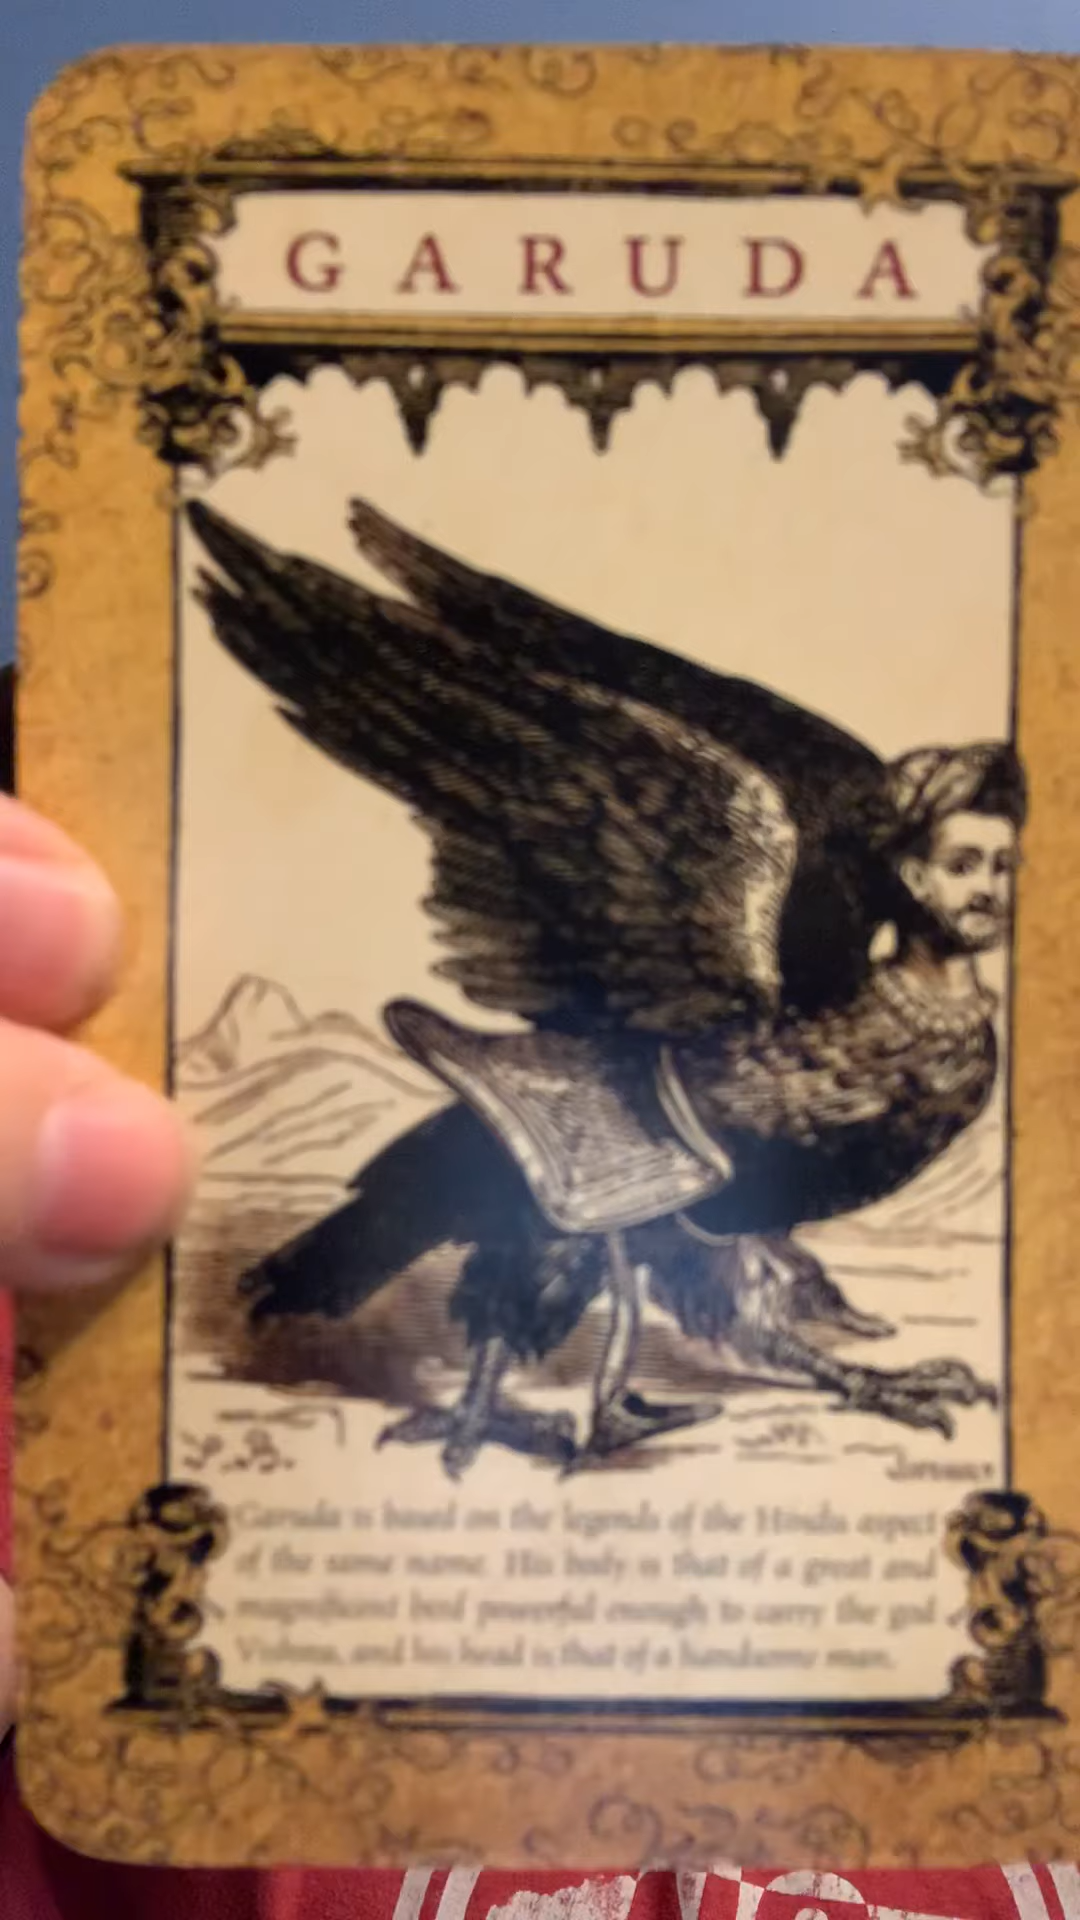 G A R U D A
L.B.
Garuda is based on the legends of the Hindu aspect
of the same name. His body is that of a great and
magnificent bird powerful enough to carry the god
Vishnu, and his head is that of a handsome man.